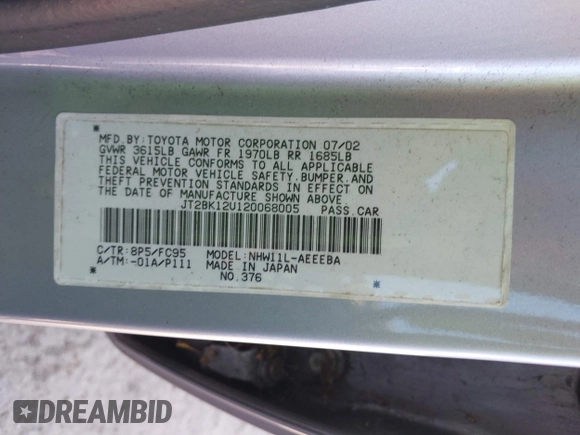 MFD.BY:TOYOTA MOTOR CORPORATION 07/02
GVWR 3615LB GAWR FR 1970LB RR 1685LB
THIS VEHICLE CONFORMS TO ALL APPLICABLE
FEDERAL MOTOR VEHICLE SAFETY.BUMPER.AND
THEFT PREVENTION STANDARDS IN EFFECT ON
THE DATE OF MANUFACTURE SHOWN ABOVE.
JT2BK12U120068005 PASS.CAR
C/TR:8P5/FC95 MODEL:NHW11L-AEEEBA
A/TM:-01A/P111 MADE IN JAPAN
NO.376
DREAMBID